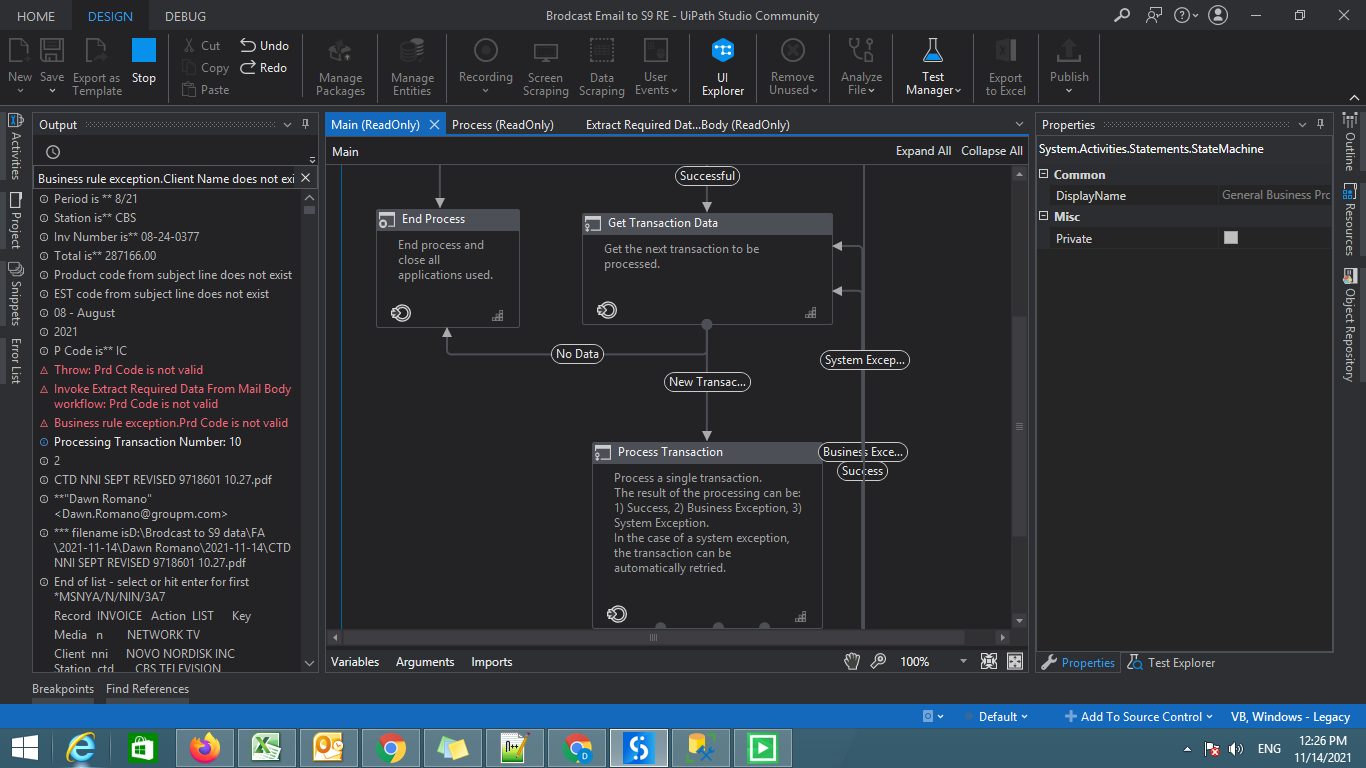 HOME DESIGN DEBUG
Brodcast Email to S9 RE - UiPath Studio Community
New Save Export as Template Stop
Cut Copy Paste
Undo Redo
Manage Packages
Manage Entities
Recording
Screen Scraping
Data Scraping
User Events
UI Explorer
Remove Unused
Analyze File
Test Manager
Export to Excel
Publish
Activities
Project
Snippets
Error List
Output
Business rule exception.Client Name does not exi
Period is ** 8/21
Station is** CBS
Inv Number is** 08-24-0377
Total is** 287166.00
Product code from subject line does not exist
EST code from subject line does not exist
08 - August
2021
P Code is** IC
Throw: Prd Code is not valid
Invoke Extract Required Data From Mail Body
workflow: Prd Code is not valid
Business rule exception.Prd Code is not valid
Processing Transaction Number: 10
2
CTD NNI SEPT REVISED 9718601 10.27.pdf
**"Dawn Romano"
<Dawn.Romano@groupm.com>
*** filename isD:\Brodcast to S9 data\FA
\2021-11-14\Dawn Romano\2021-11-14\CTD
NNI SEPT REVISED 9718601 10.27.pdf
End of list - select or hit enter for first
*MSNYA/N/NIN/3A7
Record INVOICE Action LIST Key
Media n NETWORK TV
Client nni NOVO NORDISK INC
Station ctd CBS TELEVISION
Breakpoints Find References
Main (ReadOnly) Process (ReadOnly) Extract Required Dat...Body (ReadOnly)
Main
Expand All Collapse All
Successful
End Process
End process and
close all
applications used.
Get Transaction Data
Get the next transaction to be
processed.
No Data
System Excep...
New Transac...
Process Transaction
Business Exce...
Success
Process a single transaction.
The result of the processing can be:
1) Success, 2) Business Exception, 3)
System Exception.
In the case of a system exception,
the transaction can be
automatically retried.
Variables Arguments Imports
100%
Properties
System.Activities.Statements.StateMachine
Common
DisplayName General Business Pro
Misc
Private
Properties Test Explorer
Outline
Resources
Object Repository
Default
Add To Source Control
VB, Windows - Legacy
ENG
12:26 PM
11/14/2021